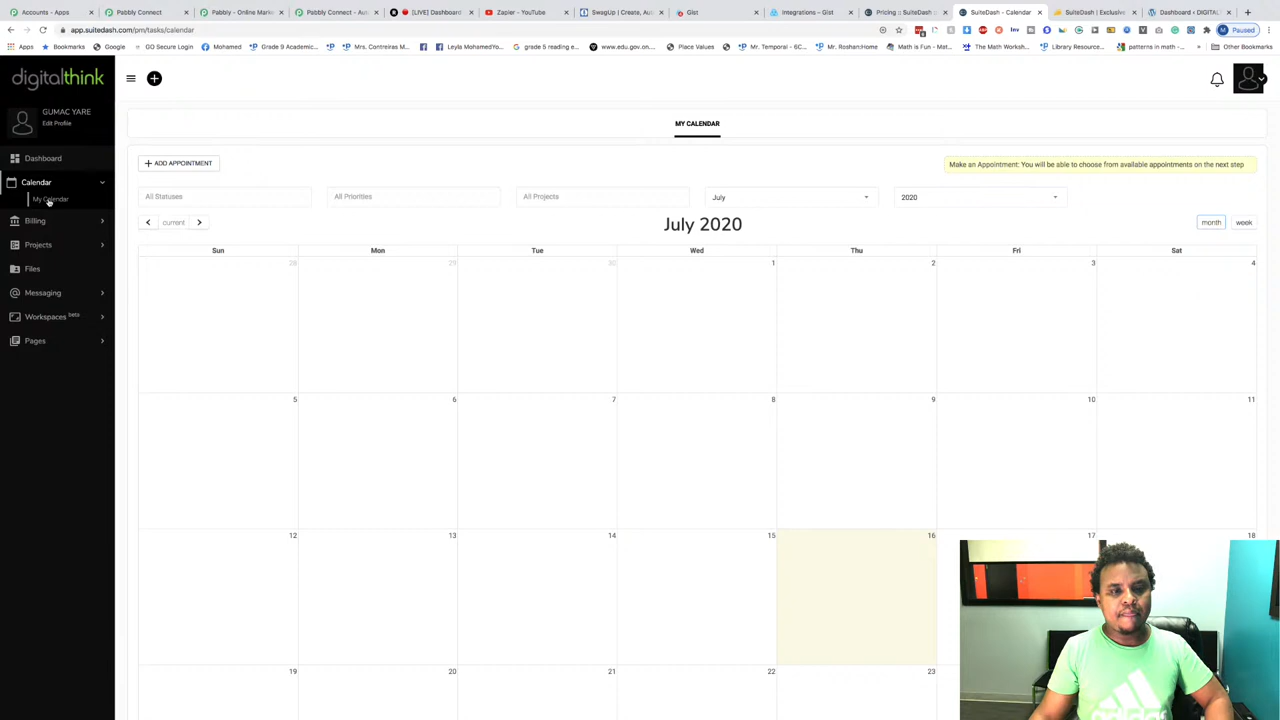 Accounts - Apps
Pabbly Connect
Pabbly - Online Market
Pabbly Connect - Aut
[LIVE] Dashboard
Zapier - YouTube
SwagUp | Create, Au
Gist
Integrations – Gist
Pricing :: SuiteDash
SuiteDash - Calendar
SuiteDash | Exclusive
Dashboard ‹ DIGITAL
app.suitedash.com/pm/tasks/calendar
Inv
Paused
Apps
Bookmarks
Google
GO Secure Login
Mohamed
Grade 9 Academic...
Mrs. Contreras M...
Leyla MohamedYo...
grade 5 reading e...
www.edu.gov.on....
Place Values
Mr. Temporal - 6C...
Mr. Roshan:Home
Math is Fun - Mat...
The Math Worksh...
Library Resource...
patterns in math -...
Other Bookmarks
digitalthink
GUMAC YARE
Edit Profile
Dashboard
Calendar
My Calendar
Billing
Projects
Files
Messaging
Workspaces beta
Pages
MY CALENDAR
+ ADD APPOINTMENT
Make an Appointment: You will be able to choose from available appointments on the next step
All Statuses
All Priorities
All Projects
July
2020
< current >
July 2020
month
week
Sun Mon Tue Wed Thu Fri Sat
28 29 30 1 2 3 4
5 6 7 8 9 10 11
12 13 14 15 16 17 18
19 20 21 22 23
adidas